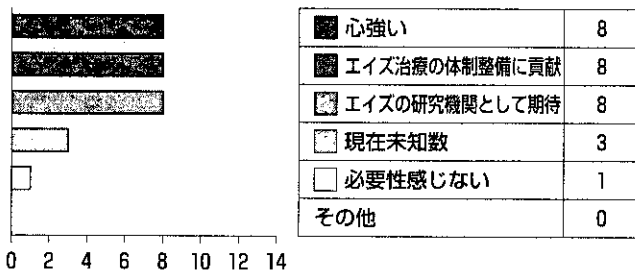 心強い 8
エイズ治療の体制整備に貢献 8
エイズの研究機関として期待 8
現在未知数 3
必要性感じない 1
その他 0
0 2 4 6 8 10 12 14